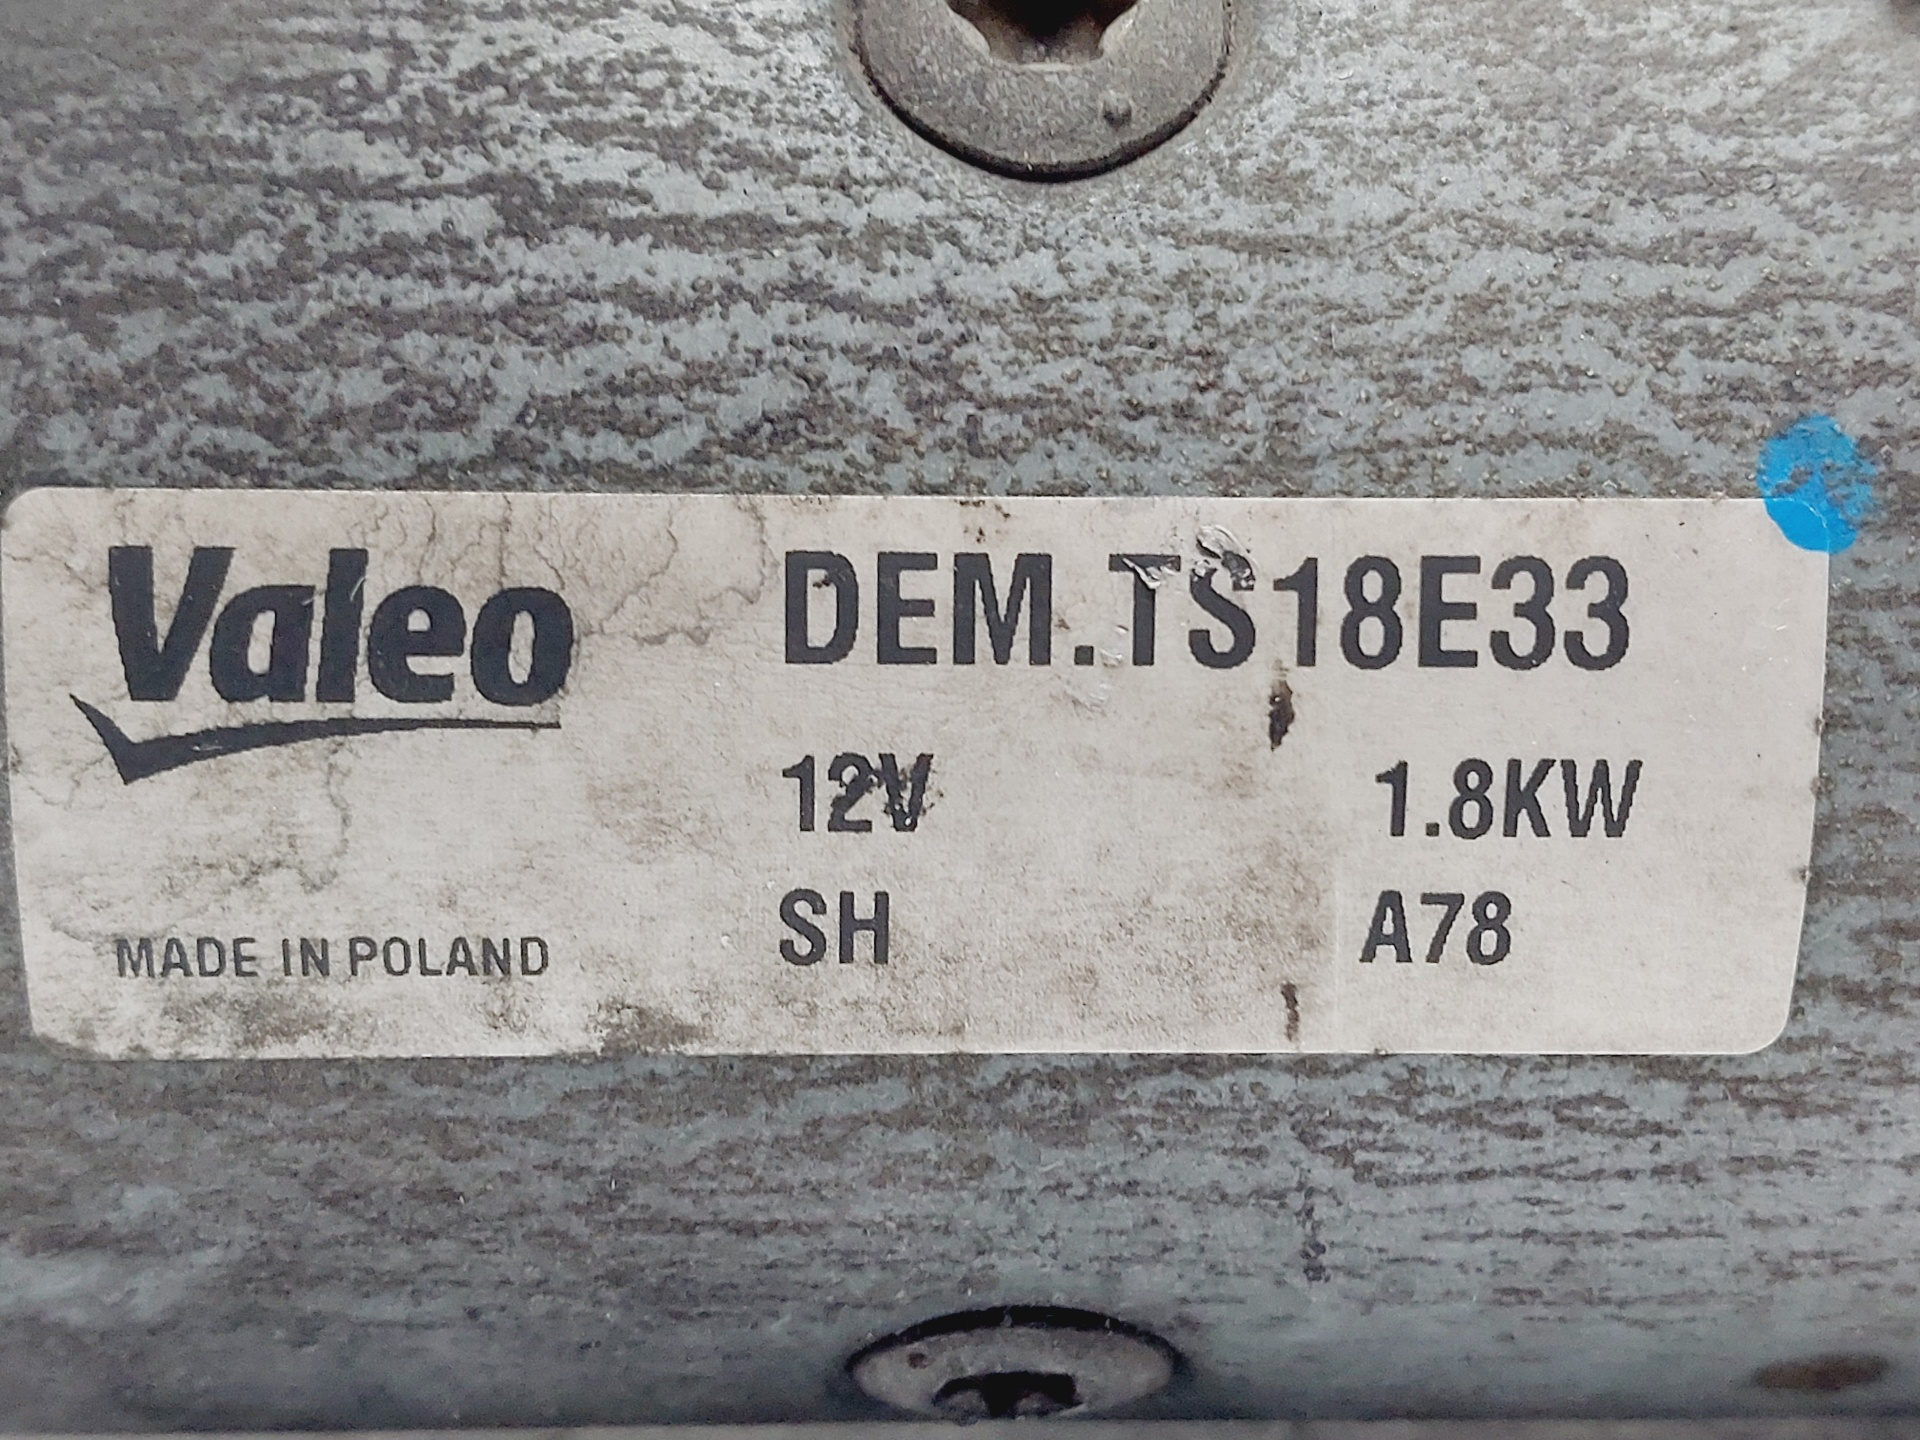 Valeo
DEM.TS18E33
12V 1.8KW
SH A78
MADE IN POLAND